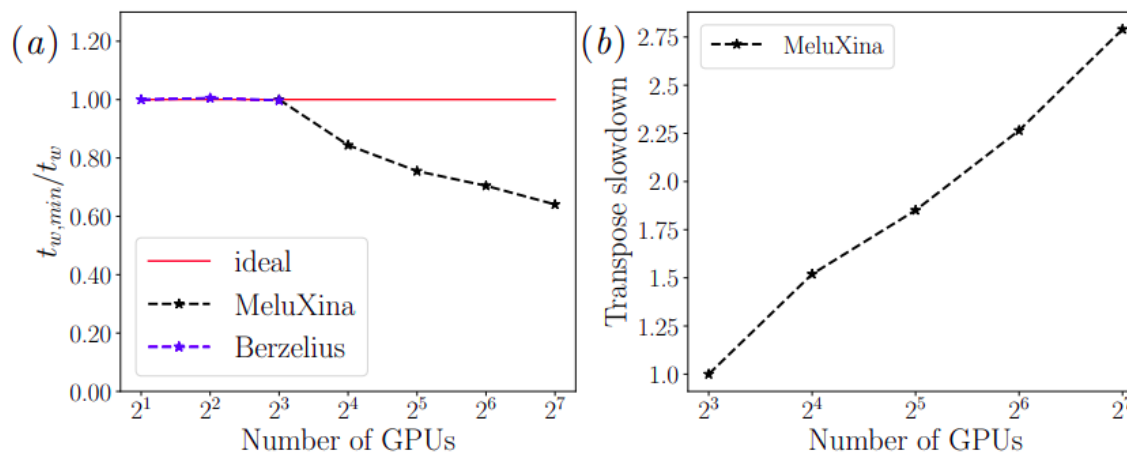 (a)
1.20
1.00
0.80
0.60
0.40
0.20
0.00
t_{w,min}/t_w
ideal
MeluXina
Berzelius
2^1 2^2 2^3 2^4 2^5 2^6 2^7
Number of GPUs
(b)
2.75
2.5
2.25
2.0
1.75
1.5
1.25
1.0
Transpose slowdown
MeluXina
2^3 2^4 2^5 2^6 2^7
Number of GPUs